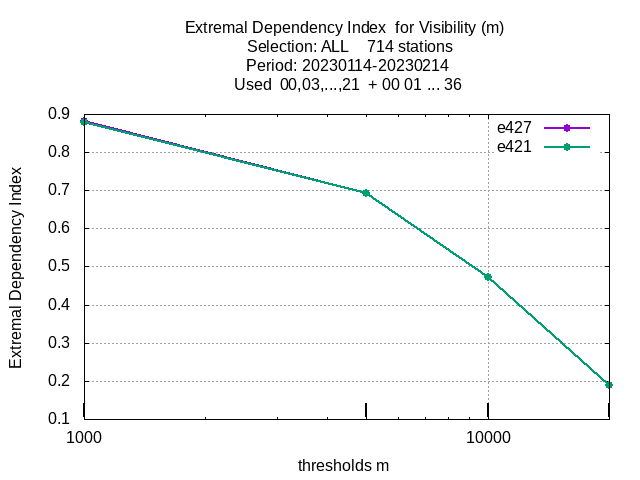 Extremal Dependency Index  for Visibility (m)
Selection: ALL    714 stations
Period: 20230114-20230214
Used  00,03,...,21  + 00 01 ... 36
e427
e421
Extremal Dependency Index
0.9
0.8
0.7
0.6
0.5
0.4
0.3
0.2
0.1
1000 10000
thresholds m